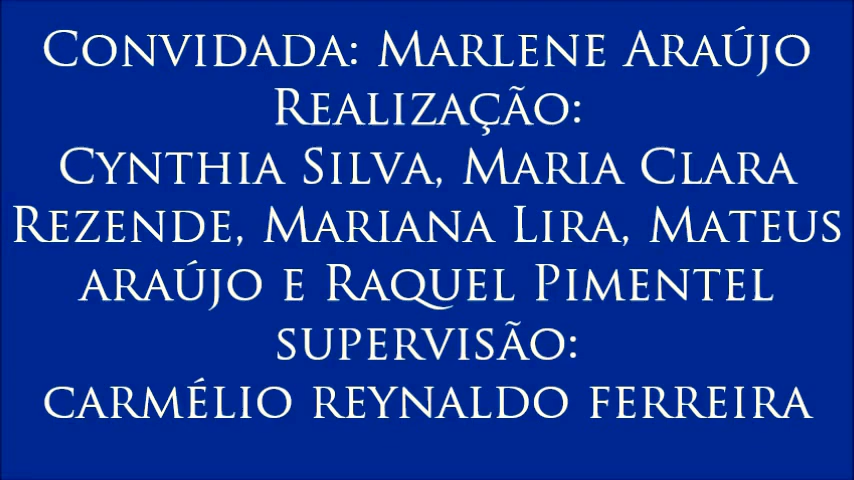 Convidada: Marlene Araújo
Realização:
Cynthia Silva, Maria Clara
Rezende, Mariana Lira, Mateus
araújo e Raquel Pimentel
supervisão:
carmélio reynaldo ferreira